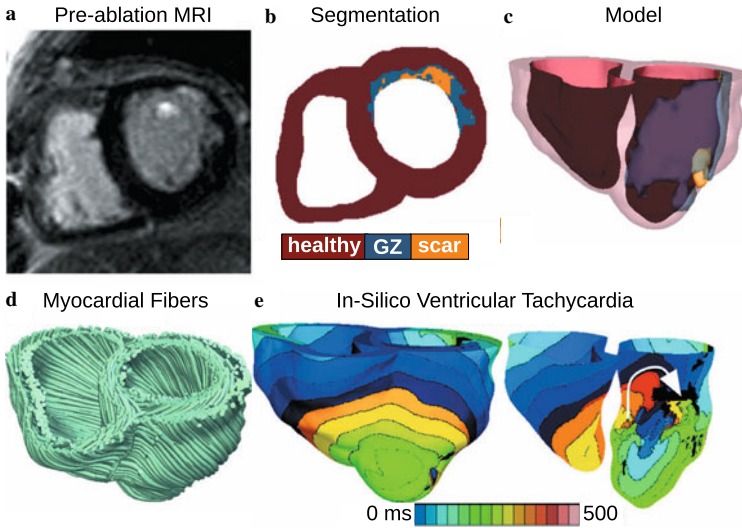 a Pre-ablation MRI
b Segmentation
c Model
healthy GZ scar
d Myocardial Fibers
e In-Silico Ventricular Tachycardia
0 ms 500